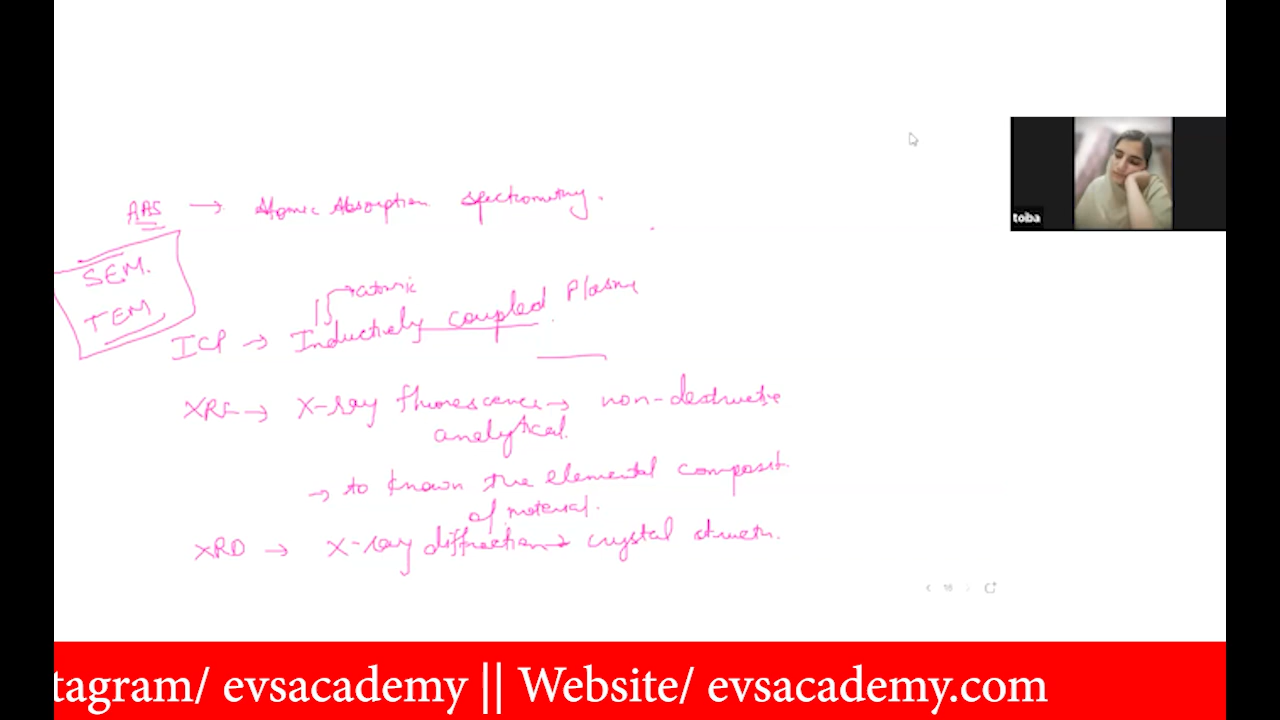 AAS → Atomic Absorption Spectrometry.
toiba
SEM.
TEM
→ atomic
ICP → Inductively coupled Plasma
XRF → X-ray fluorescence → non-destructive
analytical.
→ to known the elemental composit.
of material.
XRD → X-ray diffraction → crystal
16
tagram/ evsacademy || Website/ evsacademy.com